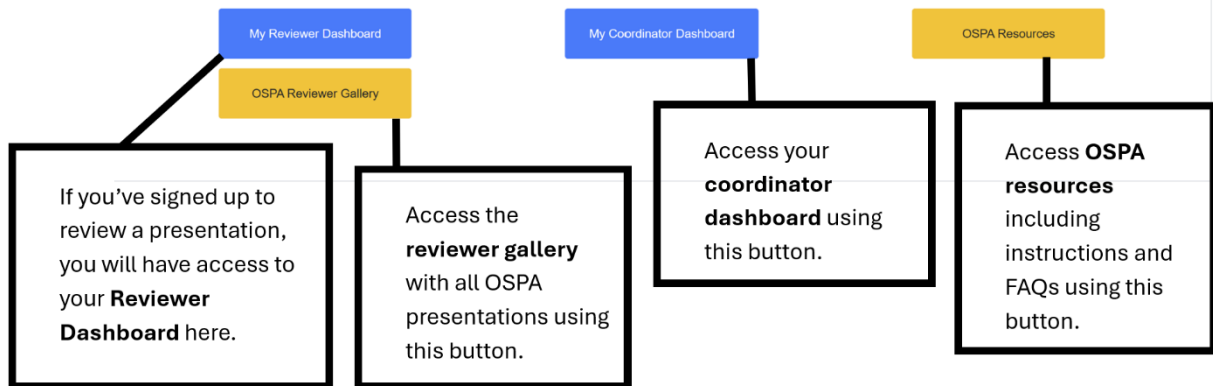 My Reviewer Dashboard
My Coordinator Dashboard
OSPA Resources
OSPA Reviewer Gallery
If you’ve signed up to
review a presentation,
you will have access to
your Reviewer
Dashboard here.
Access the
reviewer gallery
with all OSPA
presentations using
this button.
Access your
coordinator
dashboard using
this button.
Access OSPA
resources
including
instructions and
FAQs using this
button.